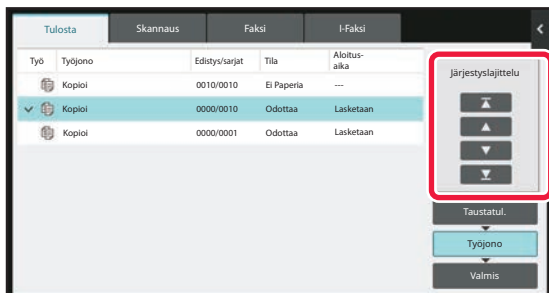 Tulosta Skannaus Faksi I-Faksi
Työ Työjono Edistys/sarjat Tila Aloitus-
aika
Kopioi 0010/0010 Ei Paperia ---
Kopioi 0000/0010 Odottaa Lasketaan
Kopioi 0000/0001 Odottaa Lasketaan
Järjestyslajittelu
Taustatul.
Työjono
Valmis